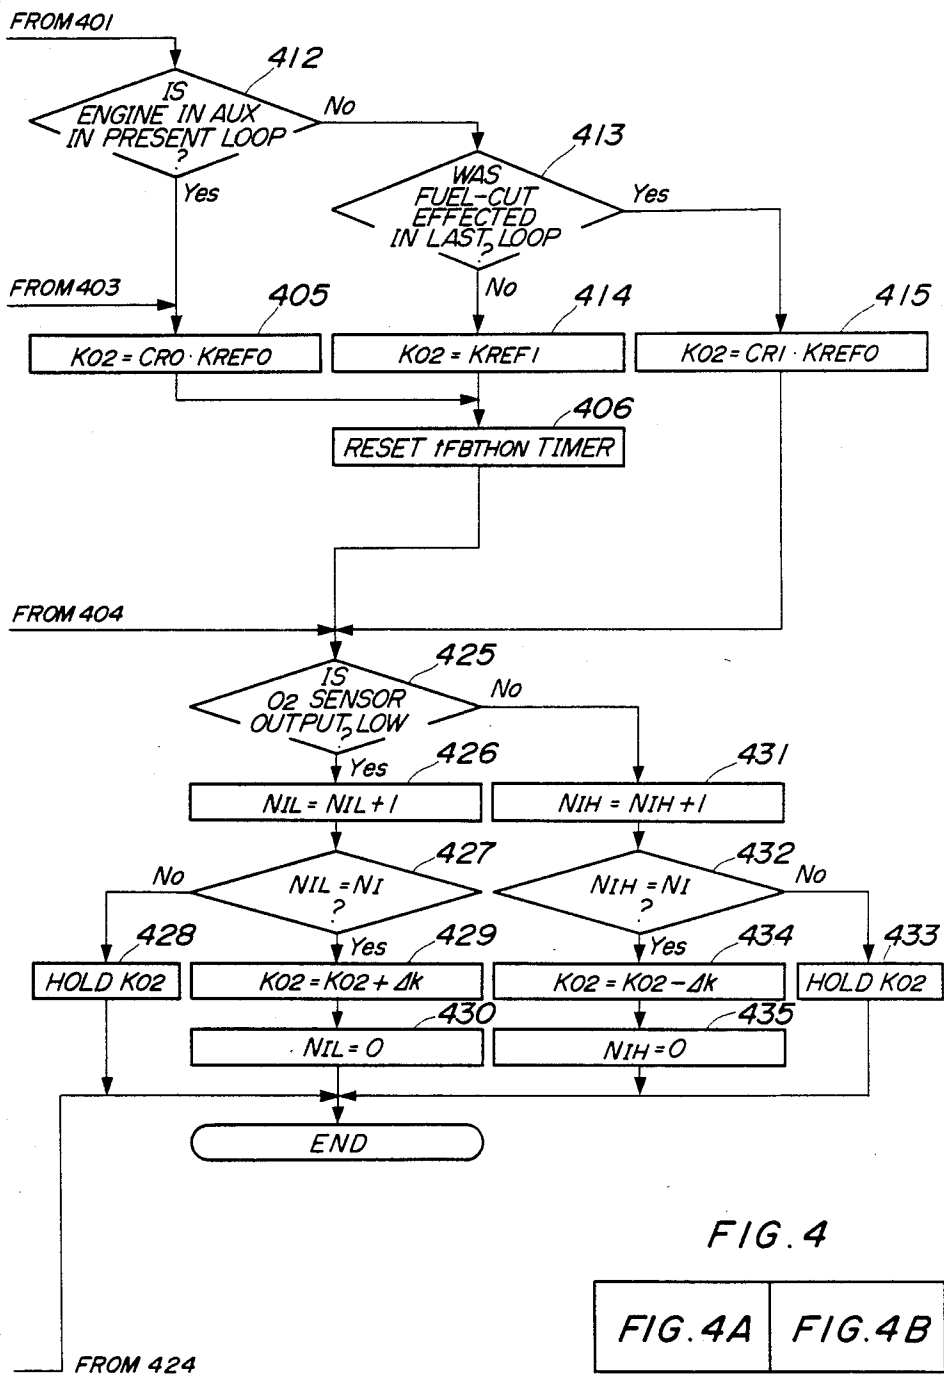 FROM 401
412
IS
ENGINE IN AUX
IN PRESENT LOOP
?
No
Yes
413
WAS
FUEL-CUT
EFFECTED
IN LAST LOOP
?
Yes
No
FROM 403
405
KO2 = CRO · KREFO
414
KO2 = KREF1
415
KO2 = CR1 · KREFO
406
RESET tFBTHON TIMER
FROM 404
425
IS
O2 SENSOR
OUTPUT LOW
?
No
Yes
426
NIL = NIL + 1
431
NIH = NIH + 1
427
NIL = NI
?
No
Yes
432
NIH = NI
?
No
Yes
428
HOLD KO2
429
KO2 = KO2 + Δk
434
KO2 = KO2 - Δk
433
HOLD KO2
430
NIL = 0
435
NIH = 0
END
FIG. 4
FIG. 4A
FIG. 4B
FROM 424